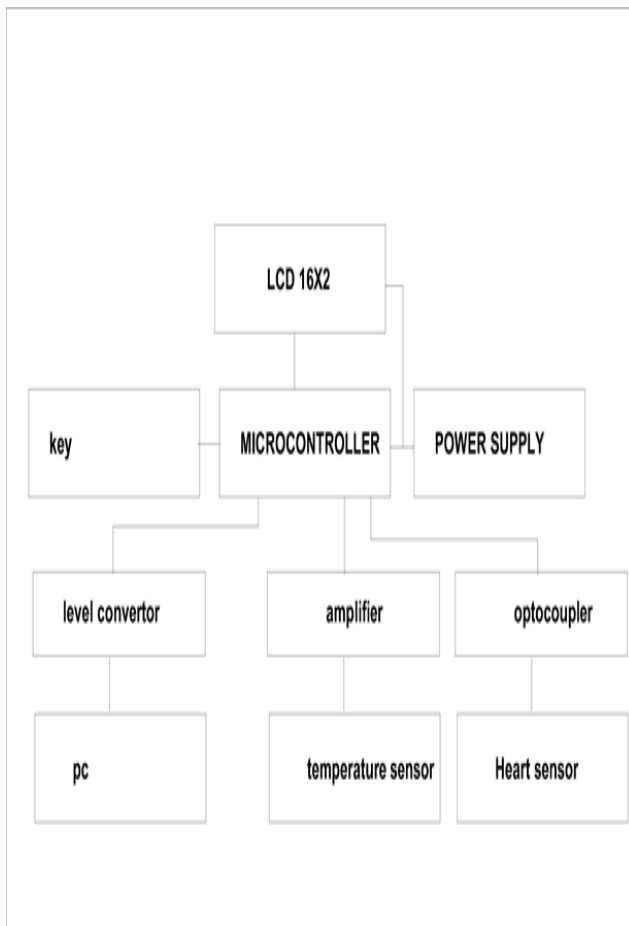 LCD 16X2
key
MICROCONTROLLER
POWER SUPPLY
level convertor
amplifier
optocoupler
pc
temperature sensor
Heart sensor